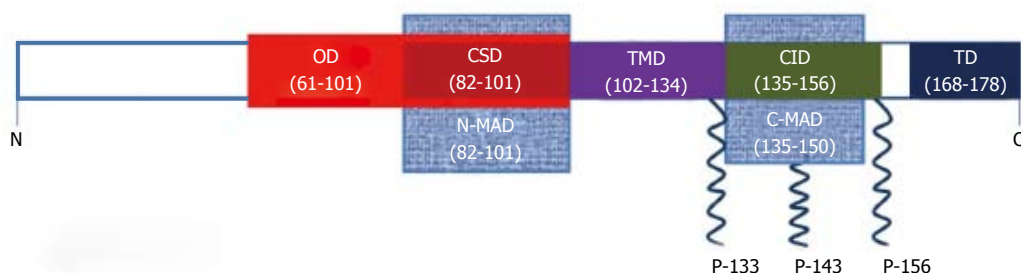 OD
(61-101)
CSD
(82-101)
TMD
(102-134)
CID
(135-156)
TD
(168-178)
N-MAD
(82-101)
C-MAD
(135-150)
N
C
P-133
P-143
P-156